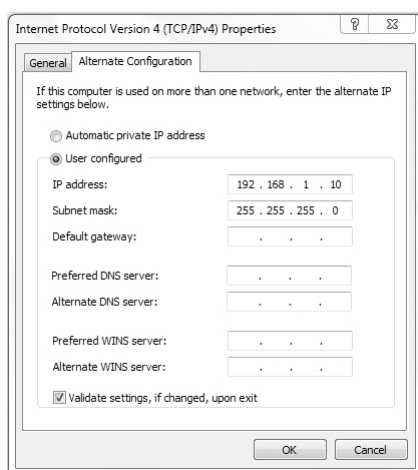 Internet Protocol Version 4 (TCP/IPv4) Properties
General
Alternate Configuration
If this computer is used on more than one network, enter the alternate IP
settings below.
Automatic private IP address
User configured
IP address: 192 . 168 . 1 . 10
Subnet mask: 255 . 255 . 255 . 0
Default gateway: . . .
Preferred DNS server: . . .
Alternate DNS server: . . .
Preferred WINS server: . . .
Alternate WINS server: . . .
Validate settings, if changed, upon exit
OK
Cancel